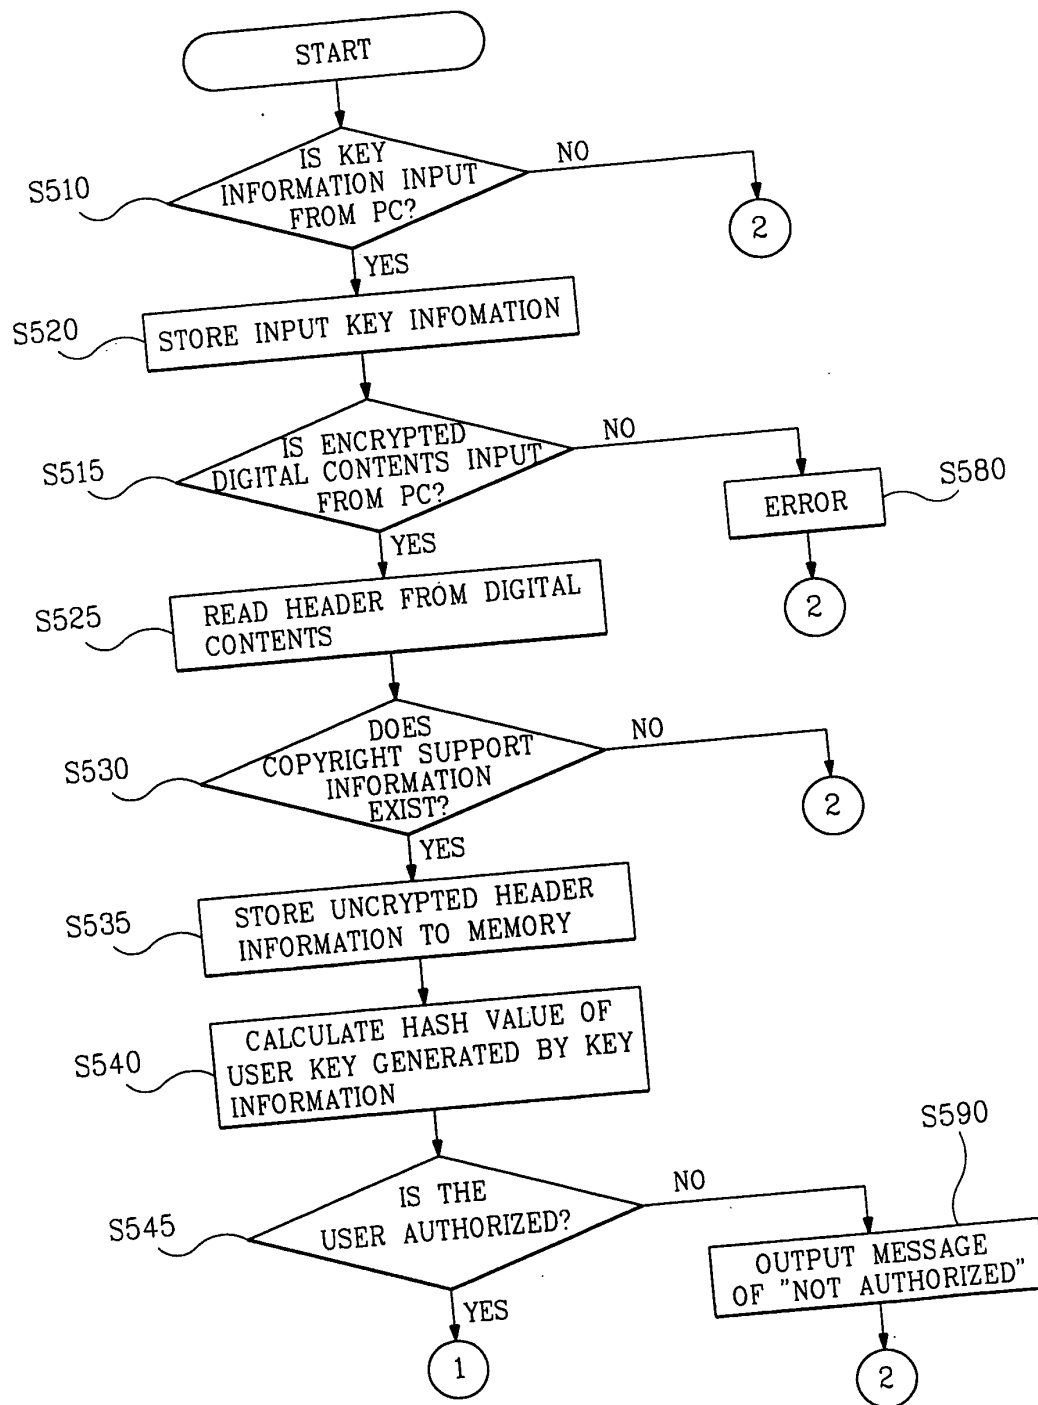 START
IS KEY
INFORMATION INPUT
FROM PC?
NO
S510
2
YES
S520
STORE INPUT KEY INFOMATION
IS ENCRYPTED
DIGITAL CONTENTS INPUT
FROM PC?
NO
S515
S580
ERROR
YES
2
S525
READ HEADER FROM DIGITAL
CONTENTS
DOES
COPYRIGHT SUPPORT
INFORMATION
EXIST?
NO
S530
2
YES
S535
STORE UNCRYPTED HEADER
INFORMATION TO MEMORY
S540
CALCULATE HASH VALUE OF
USER KEY GENERATED BY KEY
INFORMATION
S590
IS THE
USER AUTHORIZED?
NO
S545
OUTPUT MESSAGE
OF "NOT AUTHORIZED"
YES
1
2